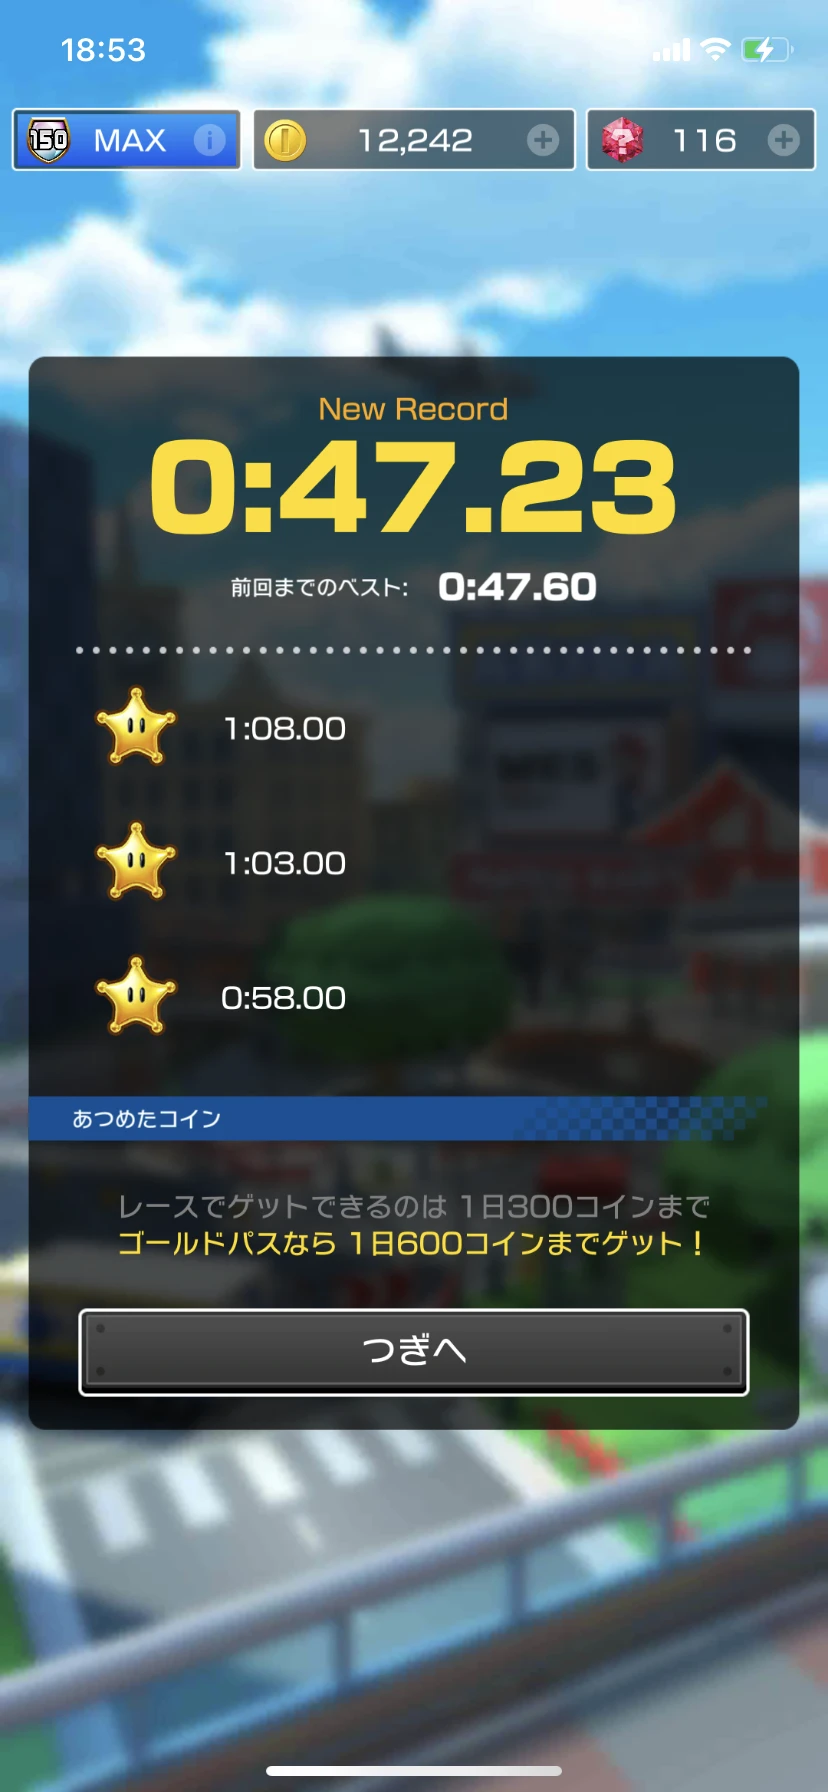 18:53
150 MAX i 12,242 + ? 116 +
New Record
0:47.23
前回までのベスト: 0:47.60
1:08.00
1:03.00
0:58.00
あつめたコイン
レースでゲットできるのは 1日300コインまで
ゴールドパスなら 1日600コインまでゲット!
つぎへ